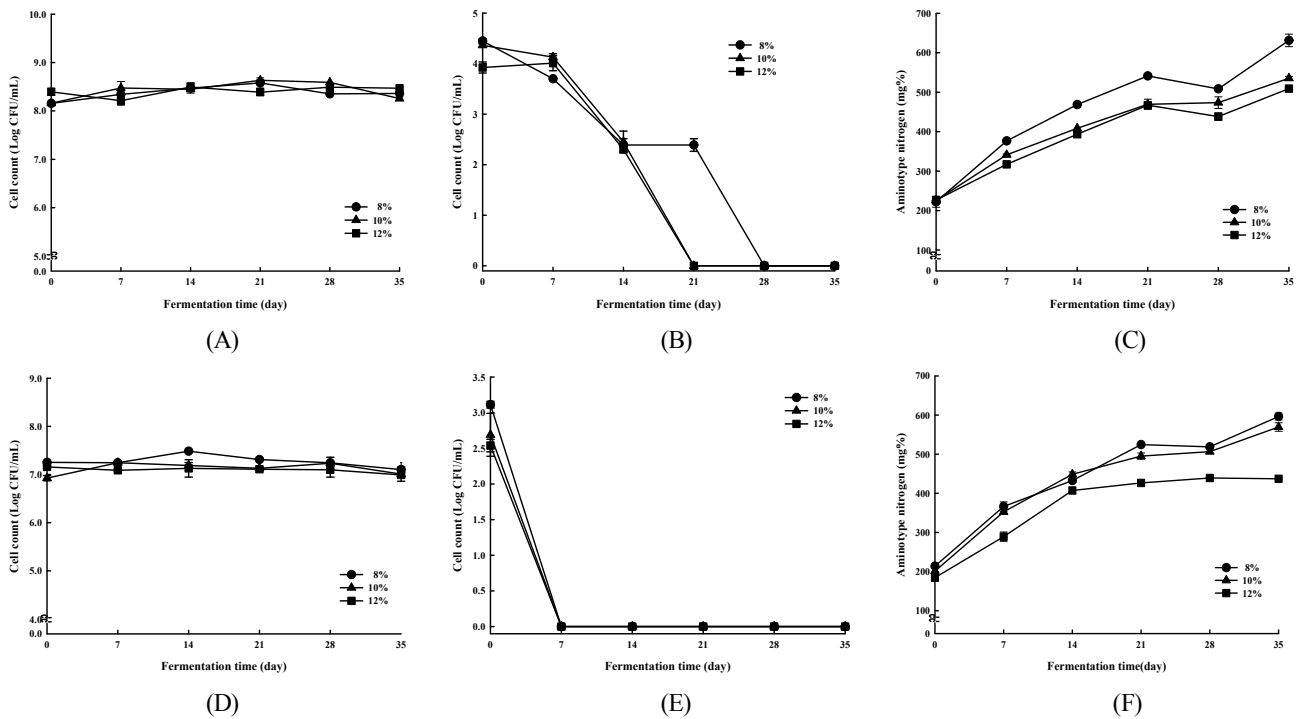 10.0
9.0
8.0
6.0
5.0
0.0
Cell count (Log CFU/mL)
8%
10%
12%
0 7 14 21 28 35
Fermentation time (day)
(A)
5
4
3
2
1
0
Cell count (Log CFU/mL)
8%
10%
12%
0 7 14 21 28 35
Fermentation time (day)
(B)
700
600
500
400
300
200
100
0
Aminotype nitrogen (mg%)
8%
10%
12%
0 7 14 21 28 35
Fermentation time (day)
(C)
9.0
8.0
7.0
6.0
5.0
4.0
0.0
Cell count (Log CFU/mL)
8%
10%
12%
0 7 14 21 28 35
Fermentation time (day)
(D)
3.5
3.0
2.5
2.0
1.5
1.0
0.5
0.0
Cell count (Log CFU/mL)
8%
10%
12%
0 7 14 21 28 35
Fermentation time (day)
(E)
700
600
500
400
300
200
100
0
Aminotype nitrogen (mg%)
8%
10%
12%
0 7 14 21 28 35
Fermentation time(day)
(F)